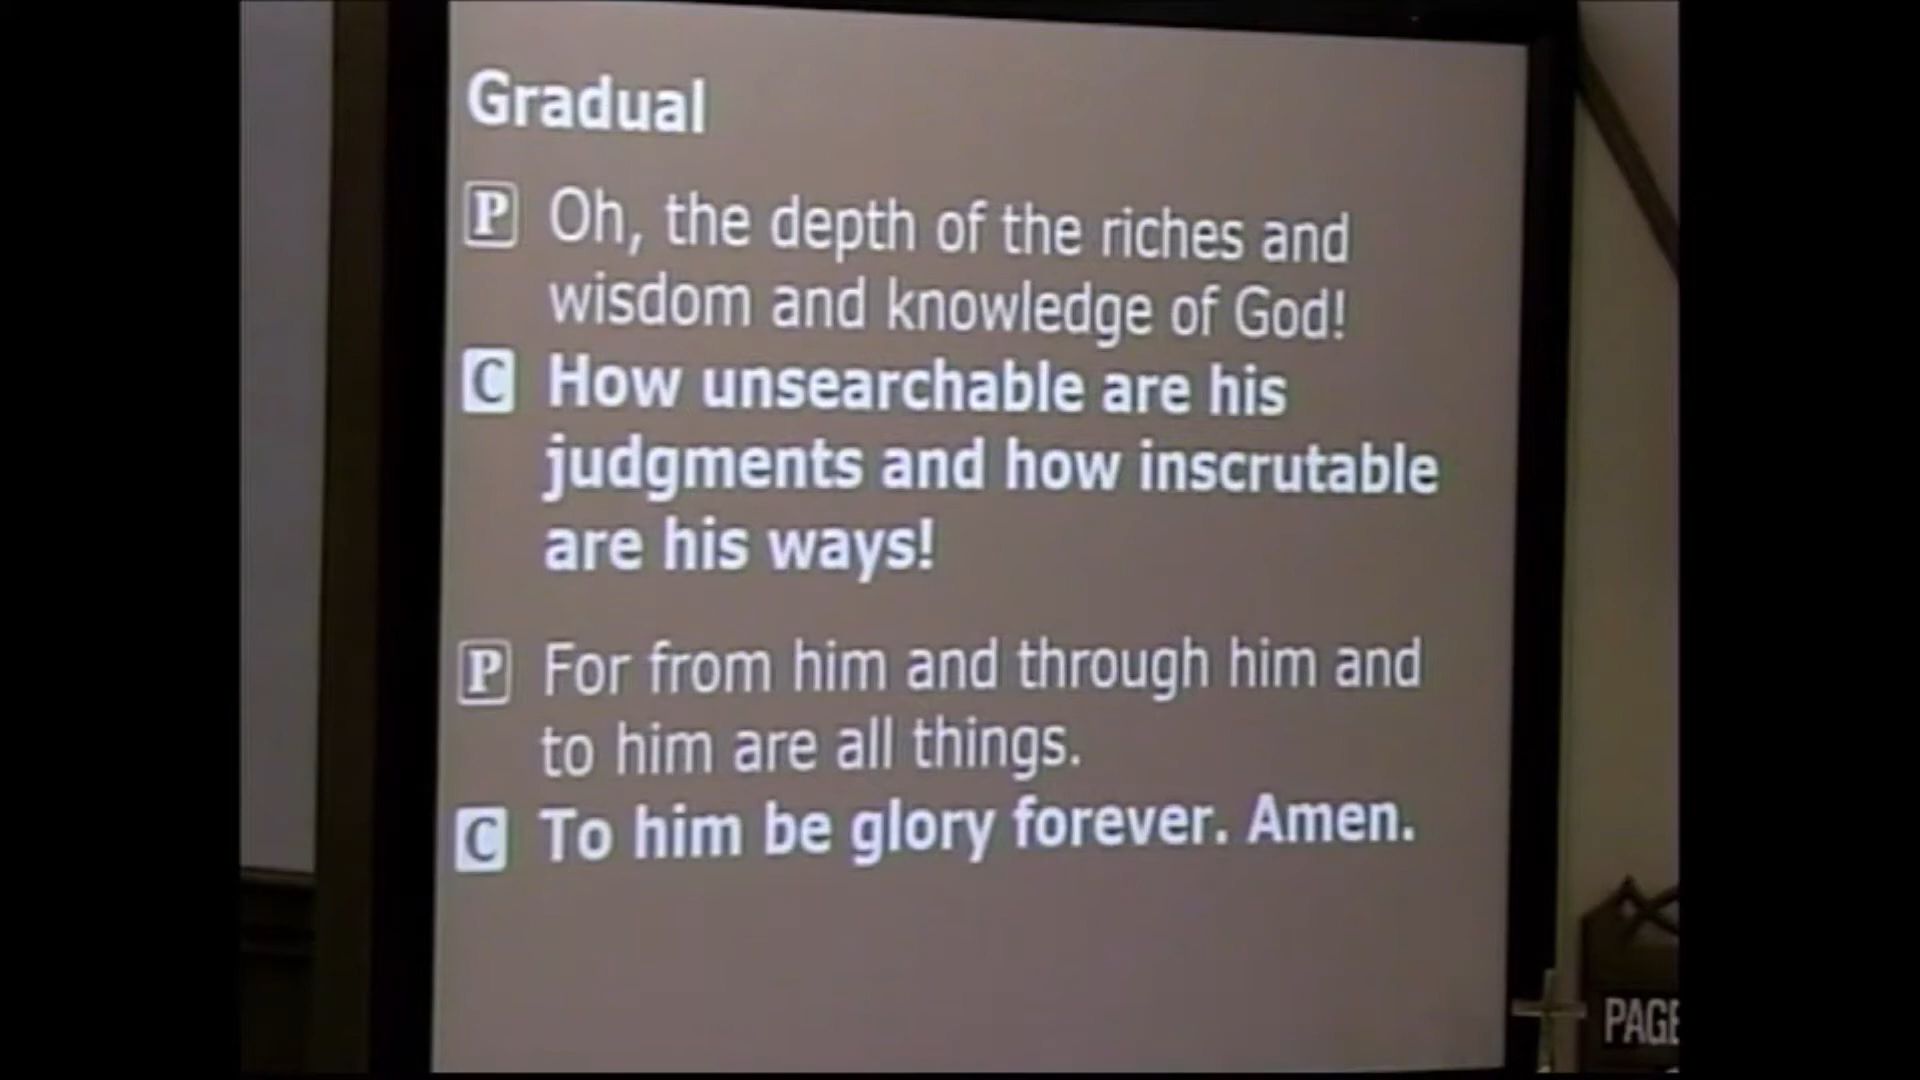 Gradual
P Oh, the depth of the riches and
wisdom and knowledge of God!
C How unsearchable are his
judgments and how inscrutable
are his ways!
P For from him and through him and
to him are all things.
C To him be glory forever. Amen.
PAGE